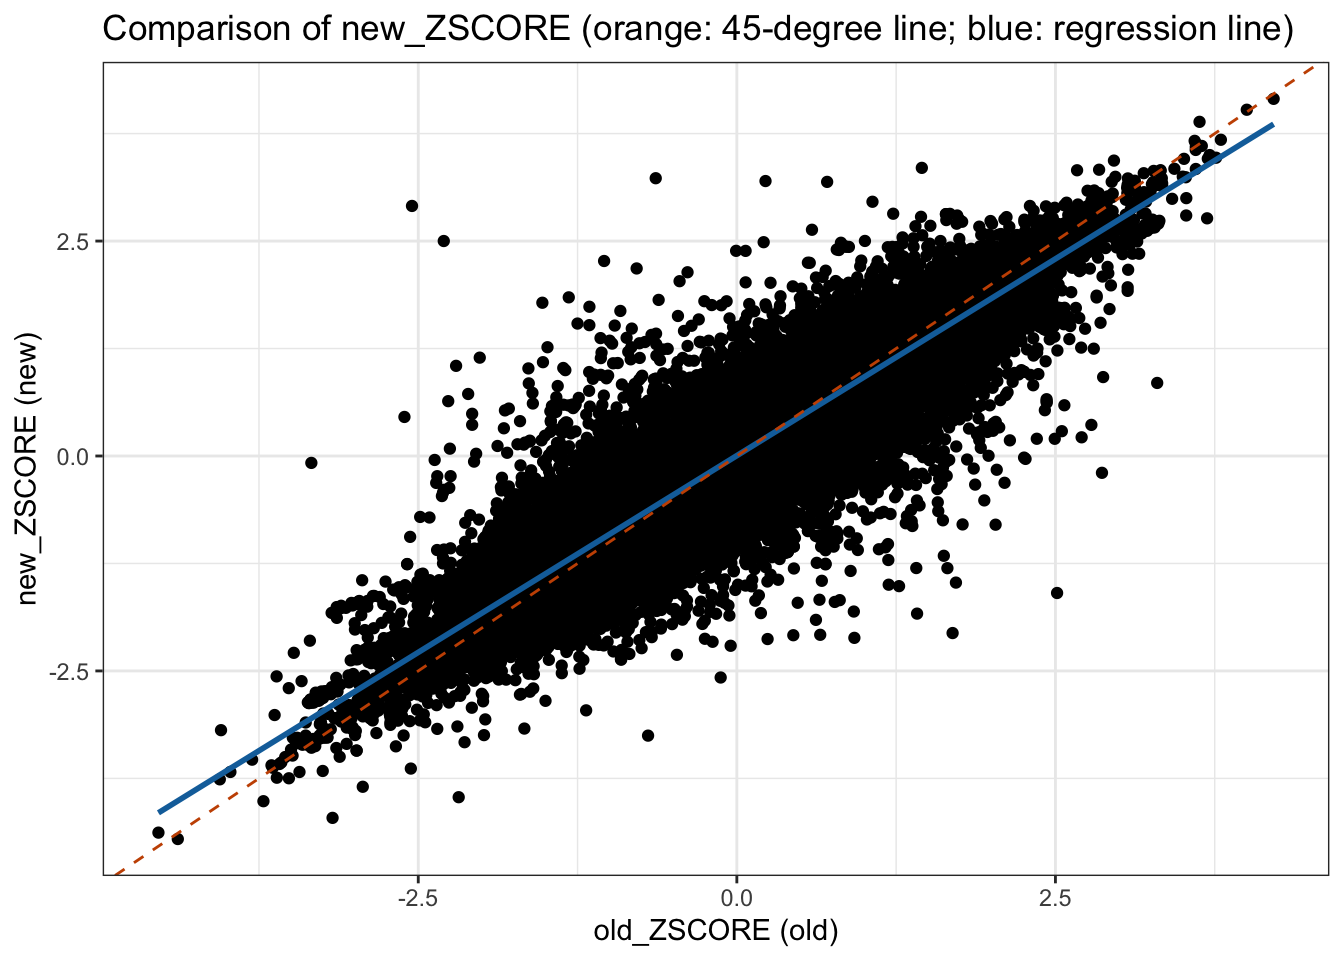 Comparison of new_ZSCORE (orange: 45-degree line; blue: regression line)
new_ZSCORE (new)
2.5
0.0
-2.5
-2.5
0.0
2.5
old_ZSCORE (old)